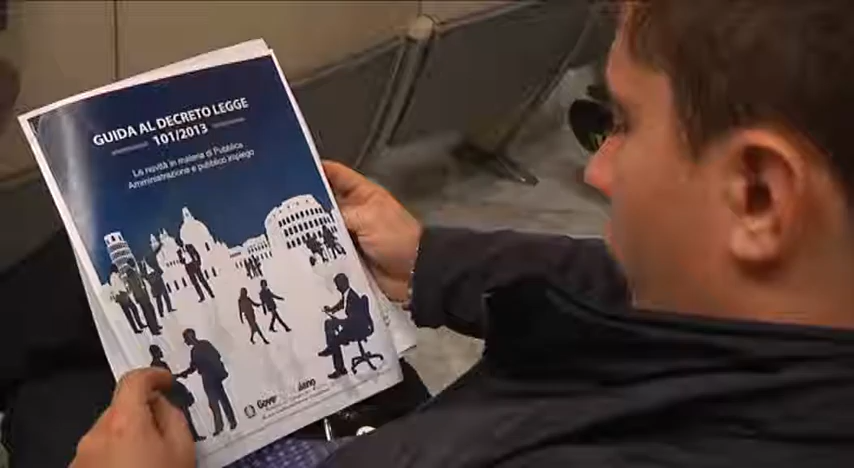 GUIDA AL DECRETO LEGGE
101/2013
La novità in materia di Pubblica
Amministrazione e pubblico impiego